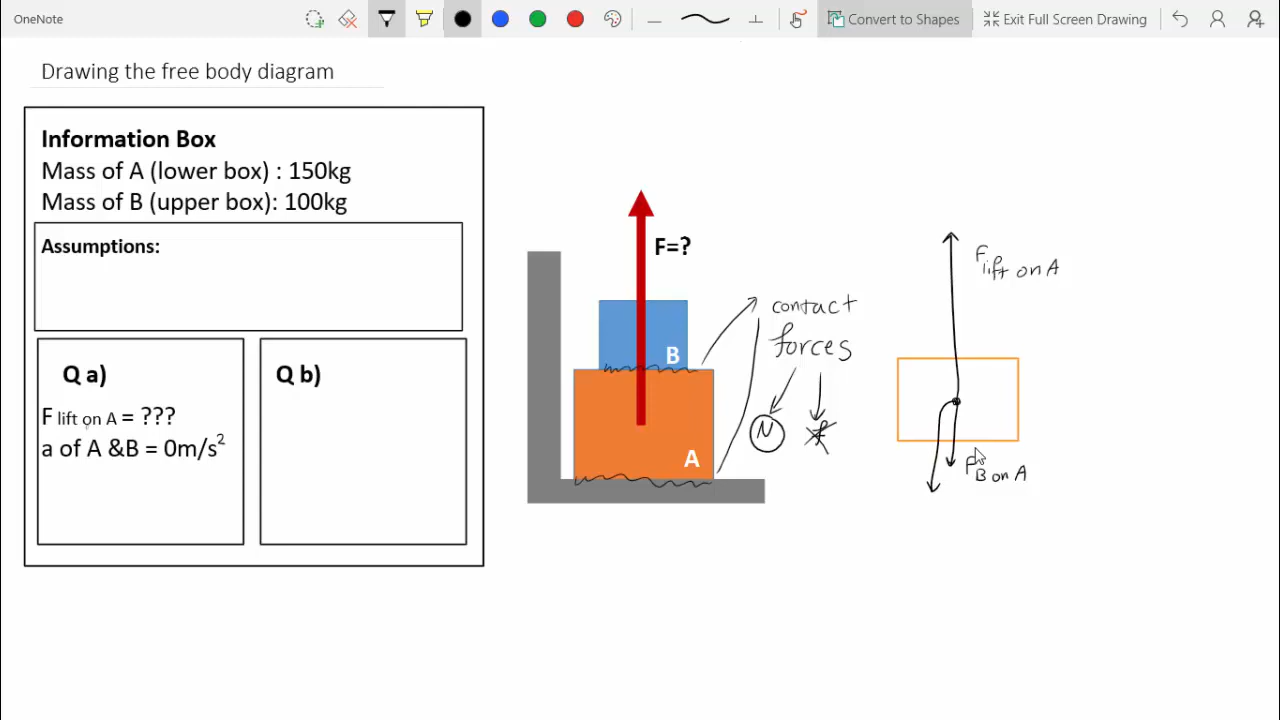 OneNote
Convert to Shapes
Exit Full Screen Drawing
Drawing the free body diagram
Information Box
Mass of A (lower box) : 150kg
Mass of B (upper box): 100kg
Assumptions:
Q a)
F lift on A = ???
a of A &B = 0m/s²
Q b)
F=?
B
A
contact
forces
N
f
F lift on A
F B on A